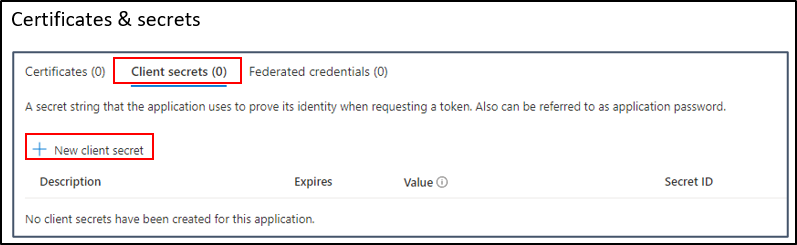 Certificates & secrets
Certificates (0) Client secrets (0) Federated credentials (0)
A secret string that the application uses to prove its identity when requesting a token. Also can be referred to as application password.
New client secret
Description Expires Value Secret ID
No client secrets have been created for this application.